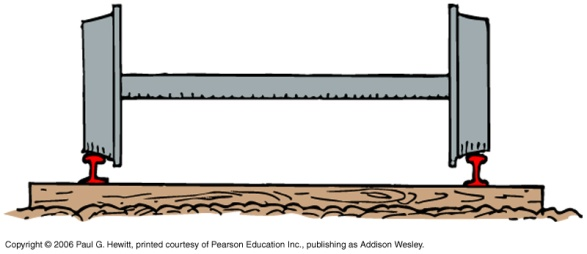 Copyright © 2006 Paul G. Hewitt, printed courtesy of Pearson Education Inc., publishing as Addison Wesley.